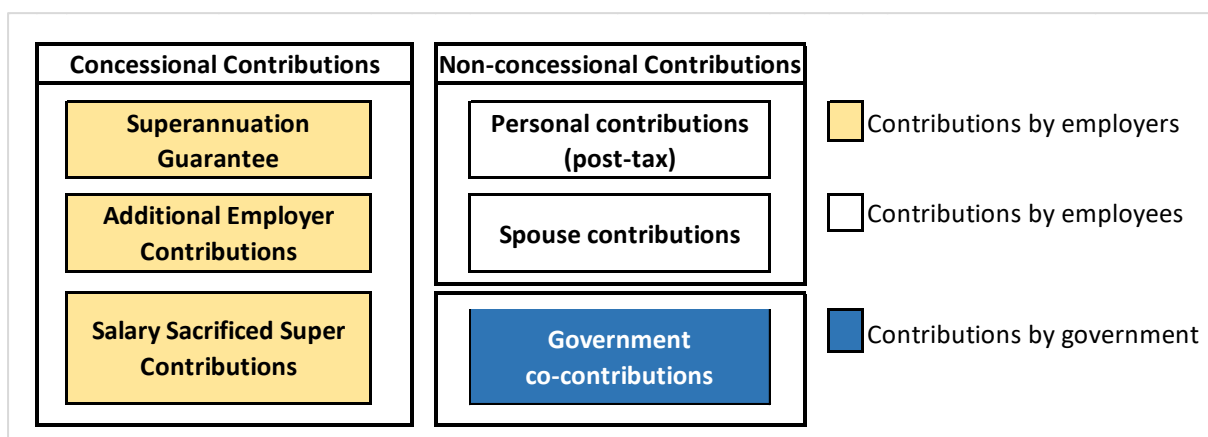 Concessional Contributions
Superannuation
Guarantee
Additional Employer
Contributions
Salary Sacrificed Super
Contributions
Non-concessional Contributions
Personal contributions
(post-tax)
Spouse contributions
Government
co-contributions
Contributions by employers
Contributions by employees
Contributions by government